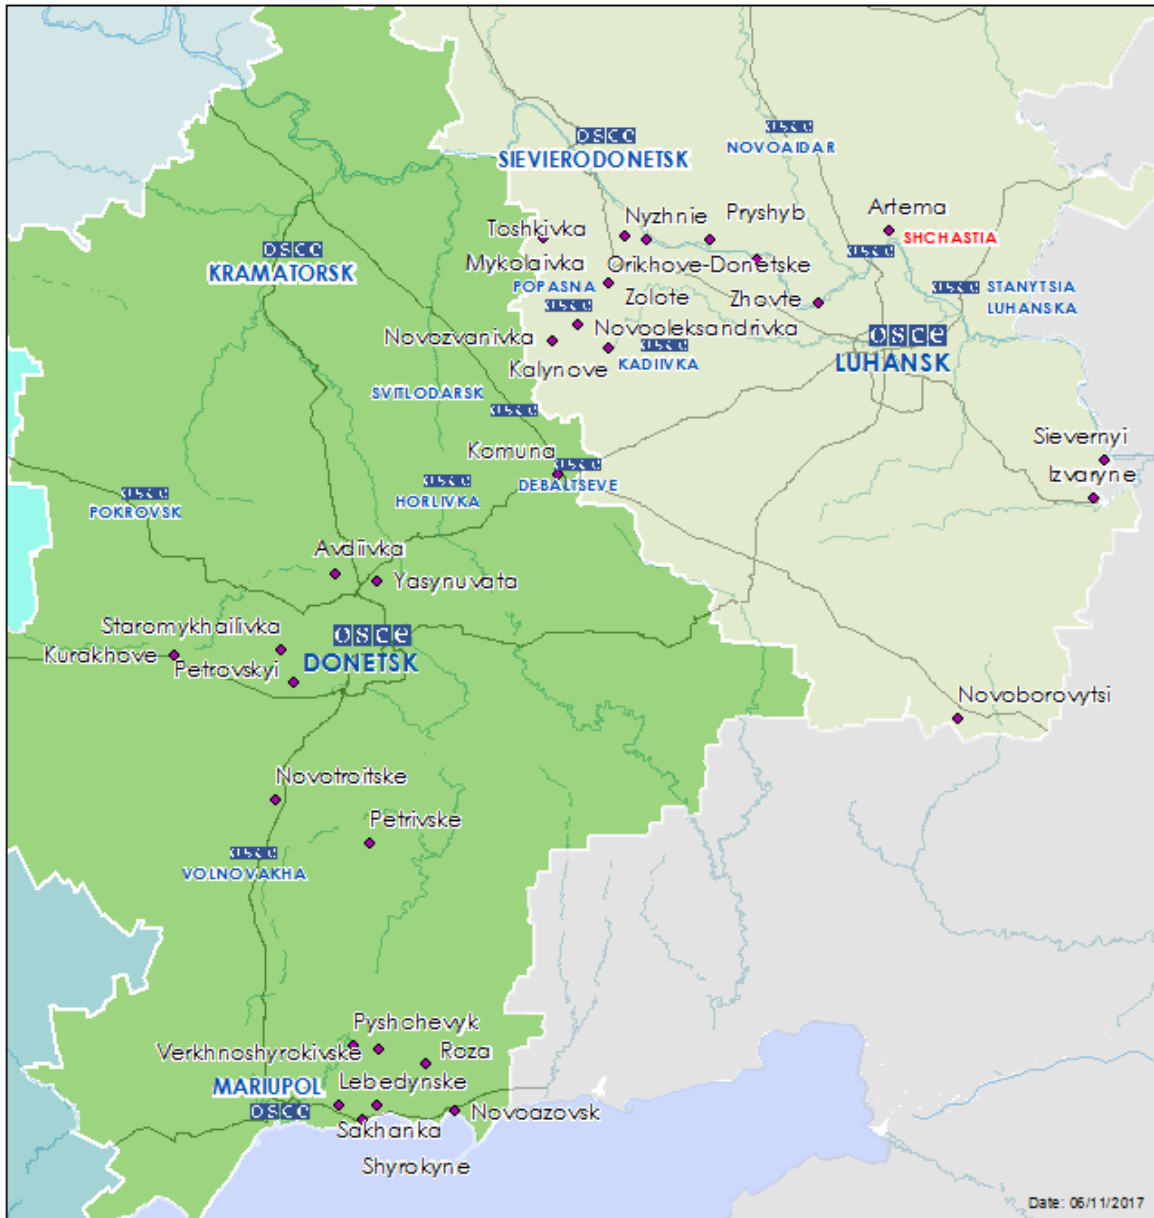 osce
SIEVIERODONETSK
osce
NOVOAIDAR
Artema
SHCHASTIA
osce
Toshkivka
Nyzhnie
Pryshyb
osce
KRAMATORSK
Mykolaivka
Orikhove-Donetske
POPASNA
osce
Zolote
Zhovte
osce
STANYTSIA
LUHANSKA
Novozvanivka
Novooleksandrivka
osce
LUHANSK
Kalynove
osce
KADIIVKA
SVITLODARSK
osce
Komuna
osce
DEBALTSEVE
Sievernyi
Izvaryne
osce
POKROVSK
osce
HORLIVKA
Avdiivka
Yasynuvata
Staromykhailivka
osce
DONETSK
Kurakhove
Petrovskyi
Novoborovytsi
Novotroitske
Petrivske
osce
VOLNOVAKHA
Pyshchevyk
Verkhnoshyrokivske
Roza
MARIUPOL
osce
Lebedynske
Novoazovsk
Sakhanka
Shyrokyne
Date: 06/11/2017